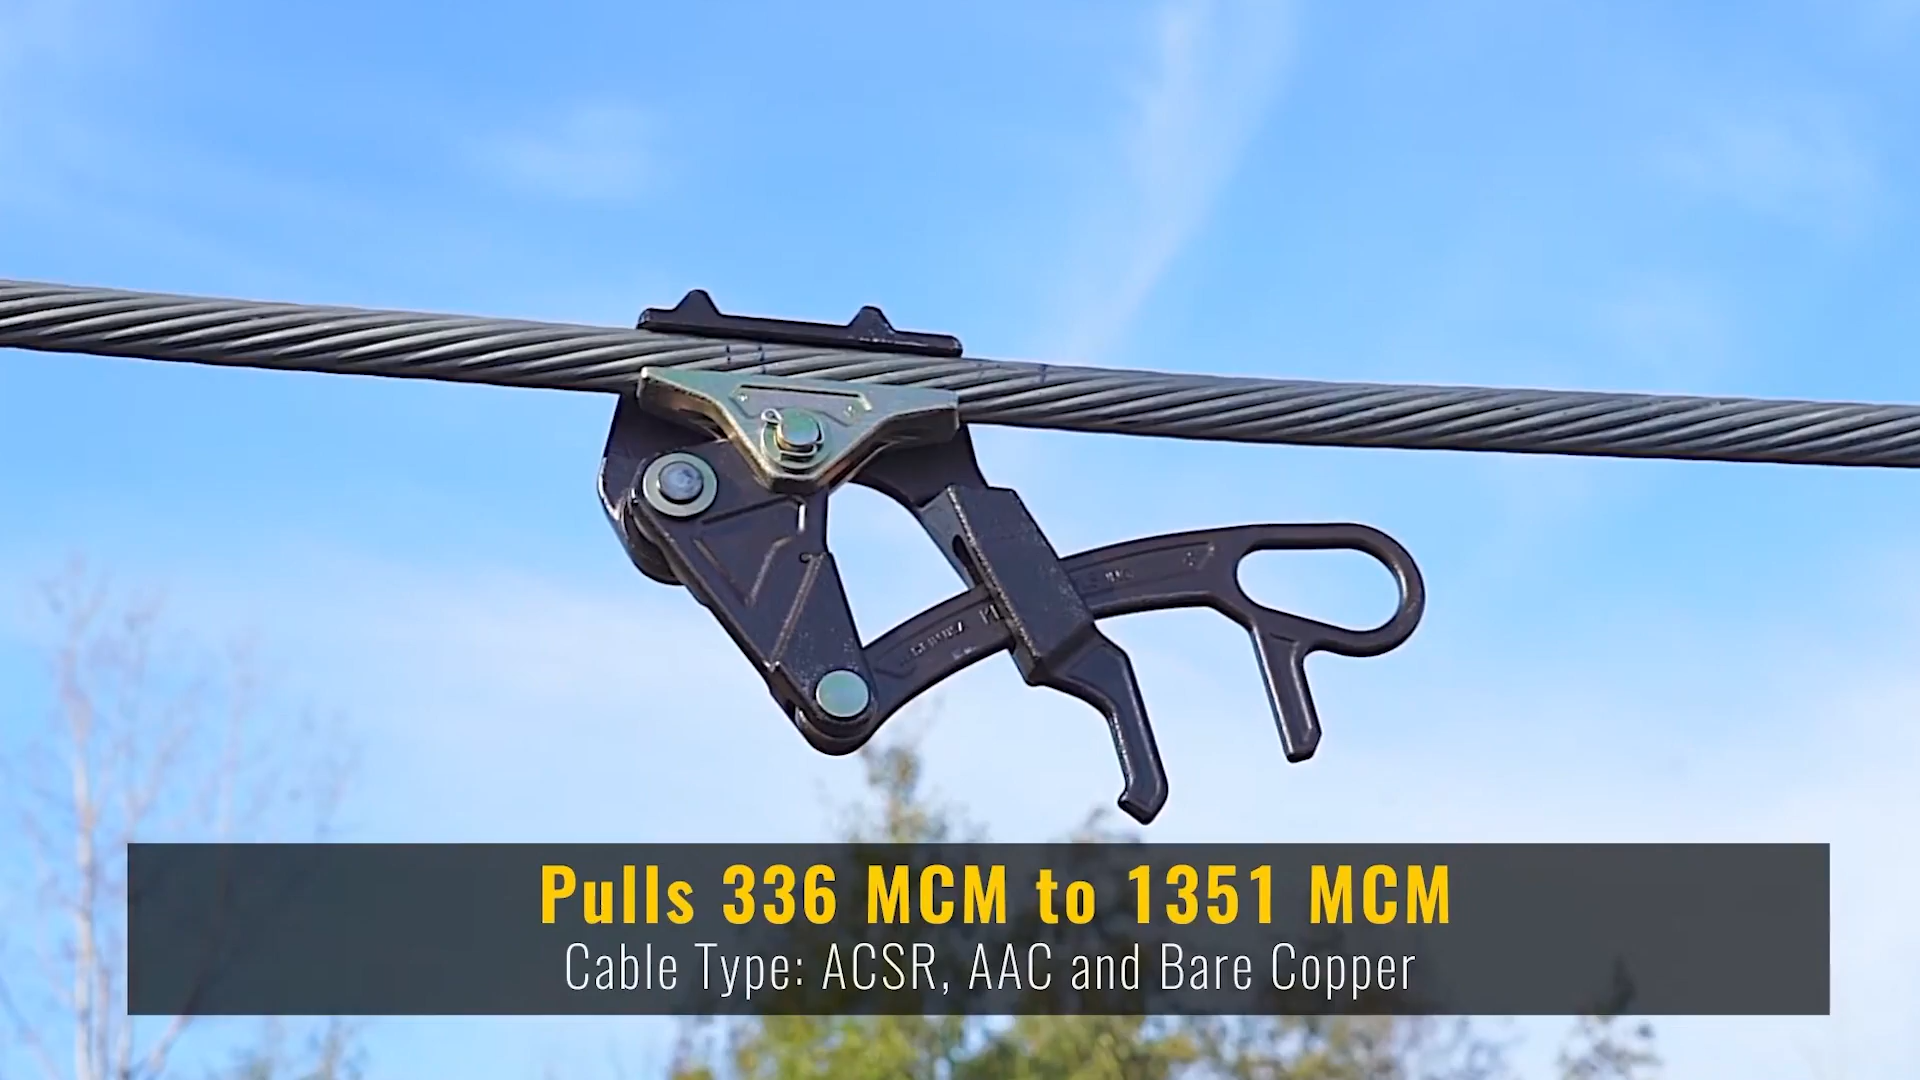 Pulls 336 MCM to 1351 MCM
Cable Type: ACSR, AAC and Bare Copper